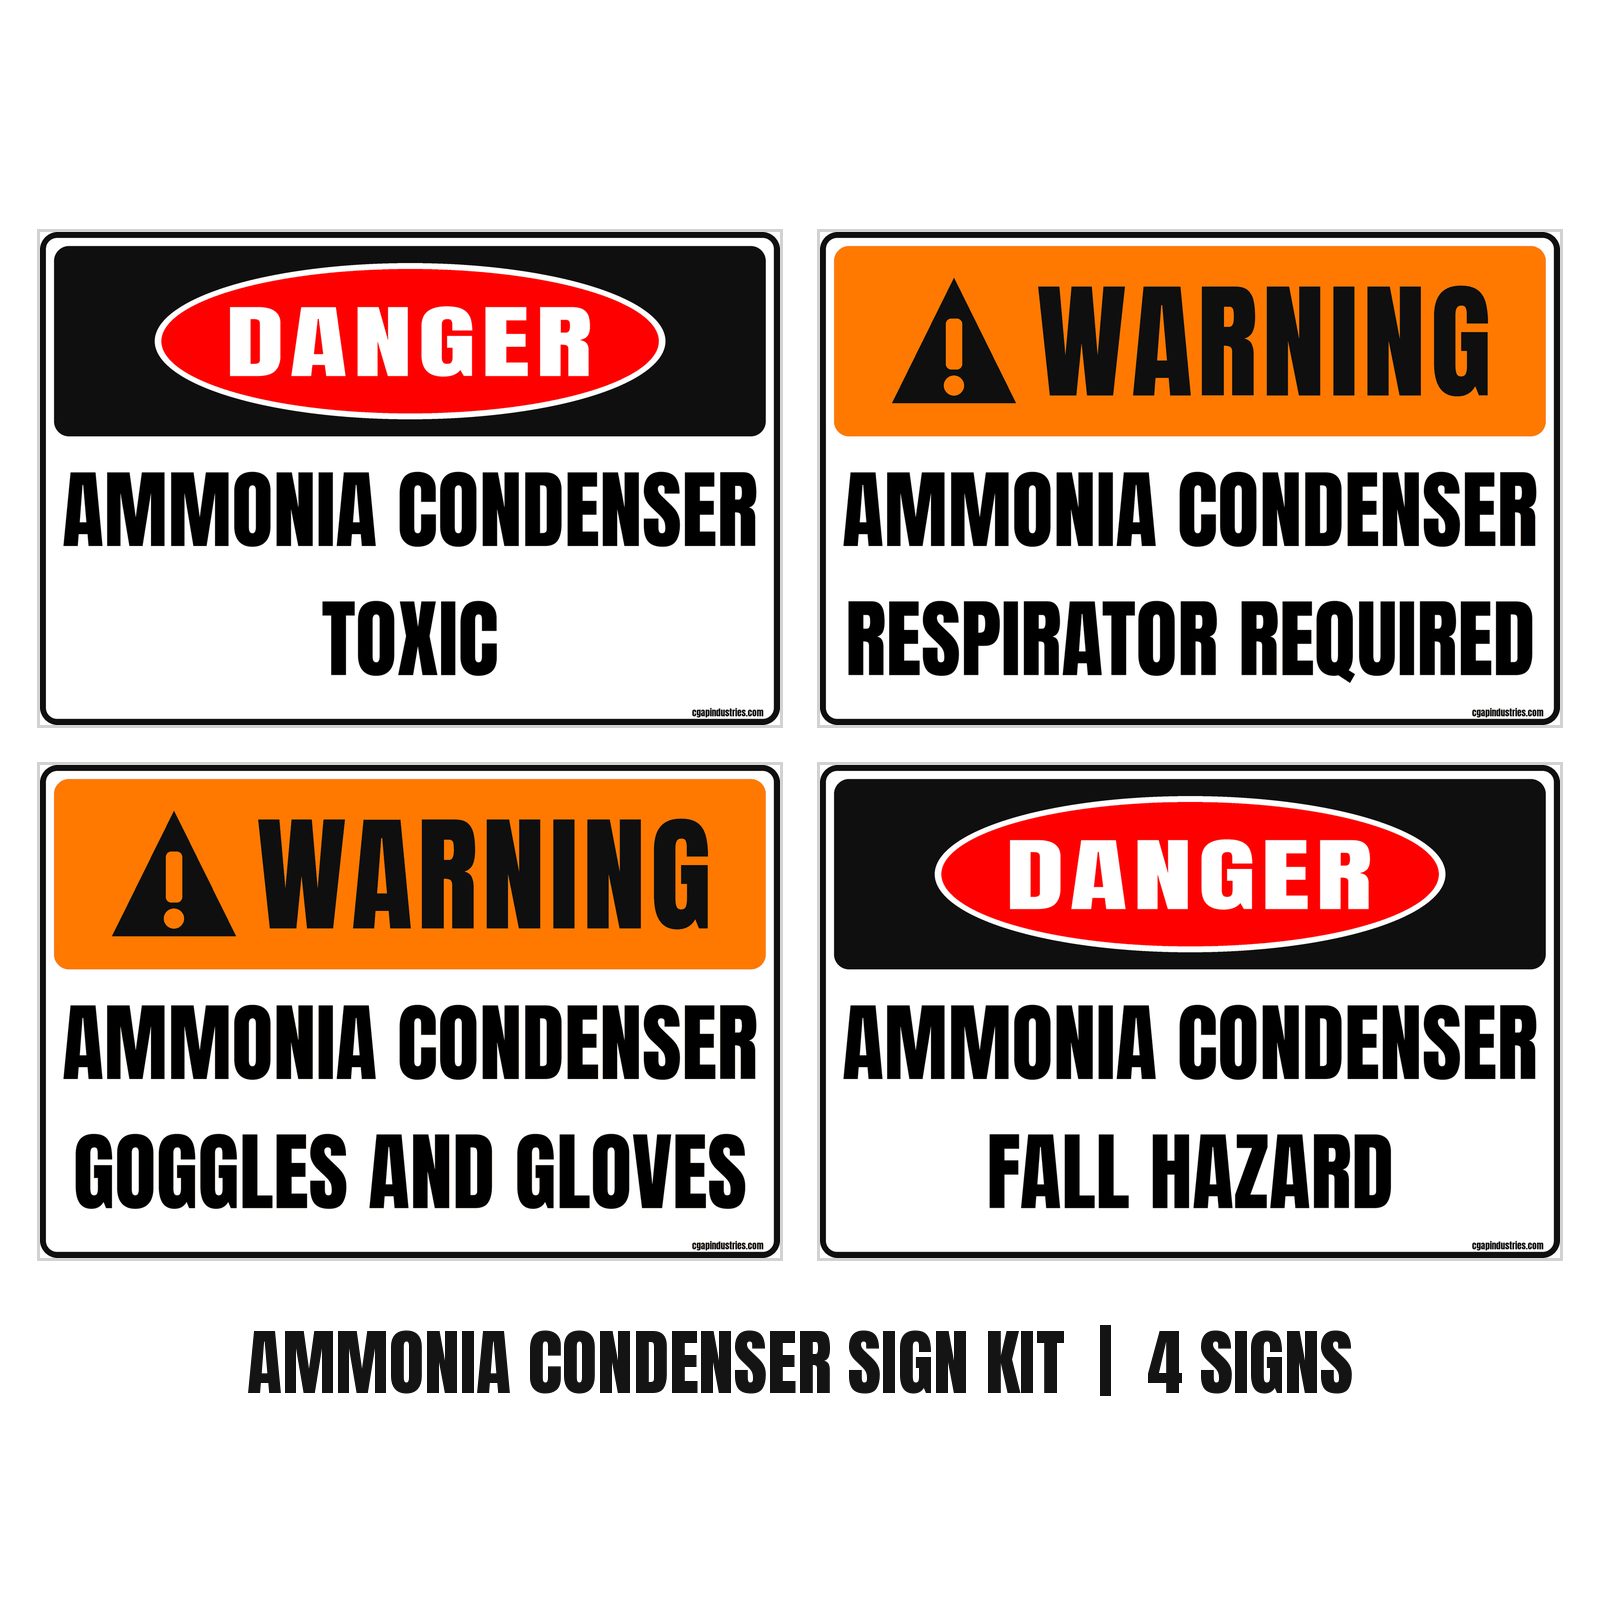 DANGER
AMMONIA CONDENSER
TOXIC
cgapindustries.com
WARNING
AMMONIA CONDENSER
RESPIRATOR REQUIRED
cgapindustries.com
WARNING
AMMONIA CONDENSER
GOGGLES AND GLOVES
cgapindustries.com
DANGER
AMMONIA CONDENSER
FALL HAZARD
cgapindustries.com
AMMONIA CONDENSER SIGN KIT | 4 SIGNS